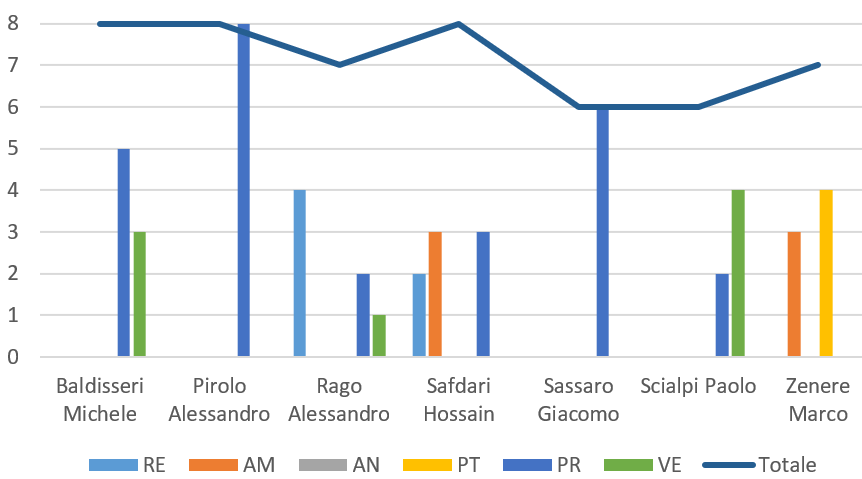 8
7
6
5
4
3
2
1
0
Baldisseri Michele
Pirolo Alessandro
Rago Alessandro
Safdari Hossain
Sassaro Giacomo
Scialpi Paolo
Zenere Marco
RE AM AN PT PR VE Totale